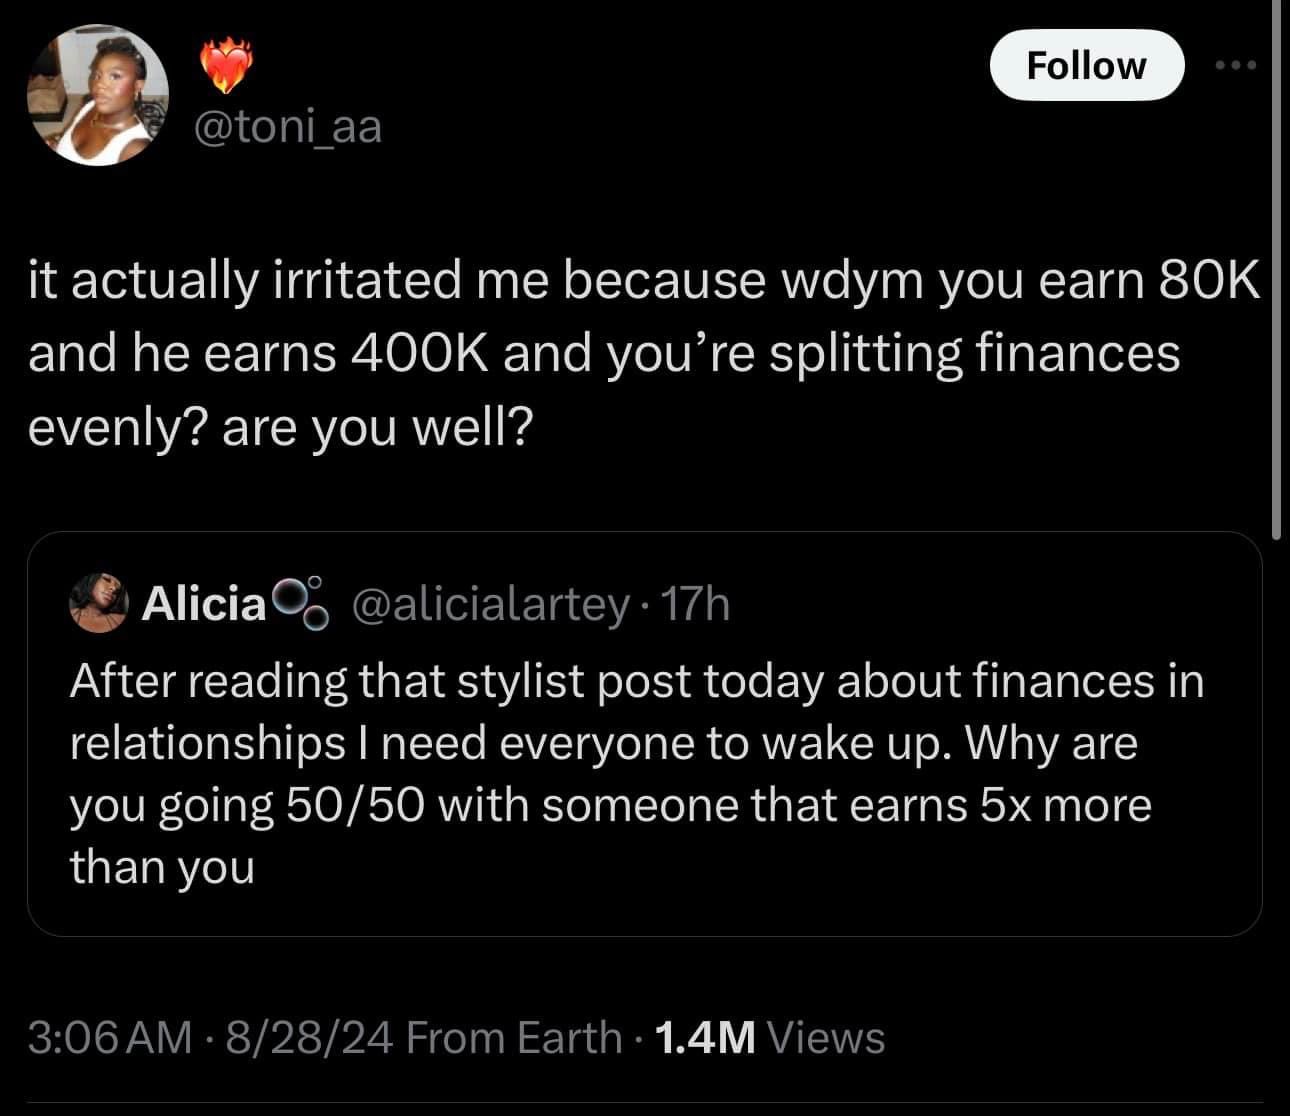 ❤️‍🔥
Follow
@toni_aa
it actually irritated me because wdym you earn 80K
and he earns 400K and you’re splitting finances
evenly? are you well?
Alicia🫧 @alicialartey · 17h
After reading that stylist post today about finances in
relationships I need everyone to wake up. Why are
you going 50/50 with someone that earns 5x more
than you
3:06 AM · 8/28/24 From Earth · 1.4M Views